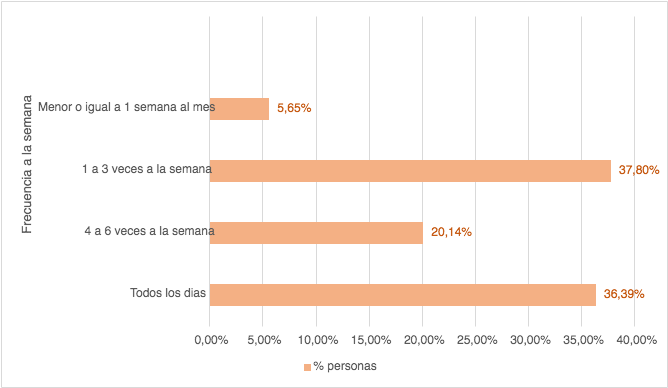 Frecuencia a la semana
Menor o igual a 1 semana al mes
5,65%
1 a 3 veces a la semana
37,80%
4 a 6 veces a la semana
20,14%
Todos los dias
36,39%
0,00% 5,00% 10,00% 15,00% 20,00% 25,00% 30,00% 35,00% 40,00%
% personas